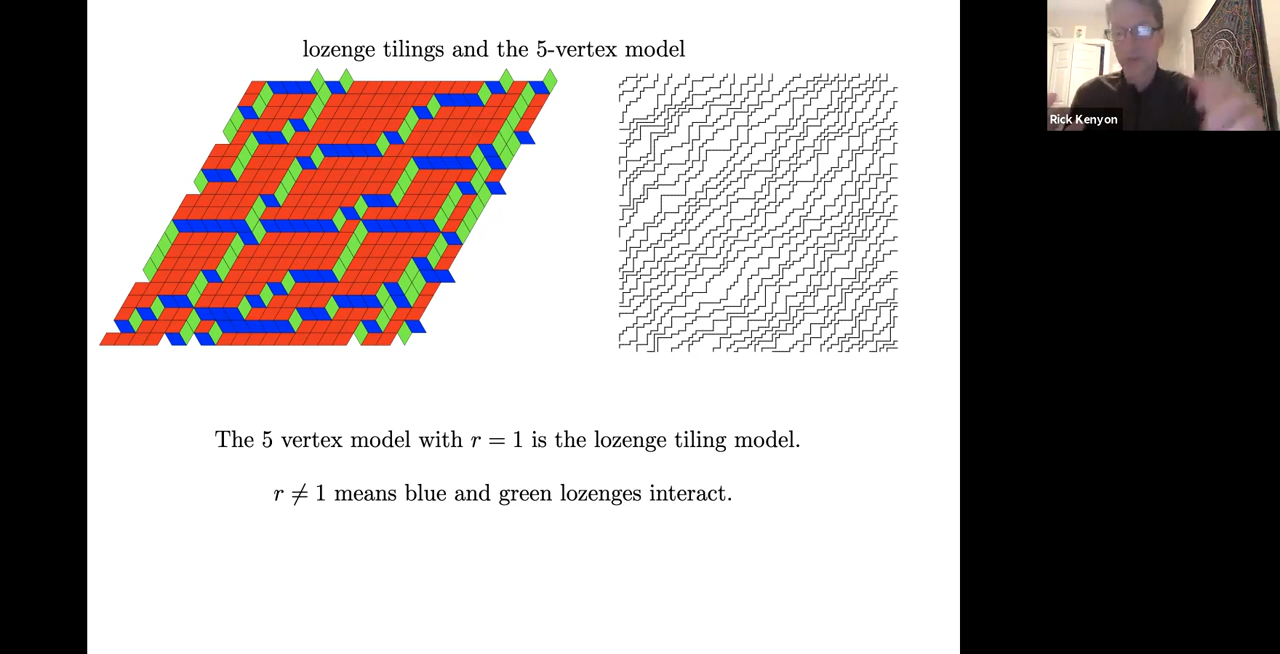 lozenge tilings and the 5-vertex model
Rick Kenyon
The 5 vertex model with r = 1 is the lozenge tiling model.
r ≠ 1 means blue and green lozenges interact.